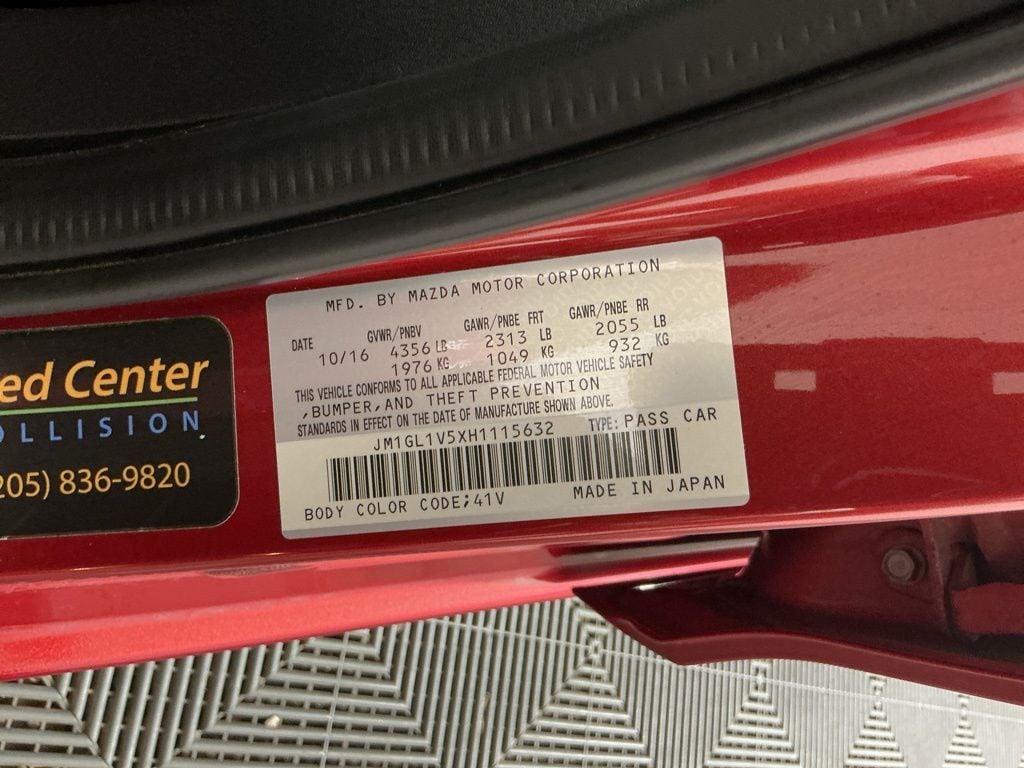 MFD. BY MAZDA MOTOR CORPORATION
DATE GVWR/PNBV GAWR/PNBE FRT GAWR/PNBE RR
10/16 4356 LB 2313 LB 2055 LB
1976 KG 1049 KG 932 KG
THIS VEHICLE CONFORMS TO ALL APPLICABLE FEDERAL MOTOR VEHICLE SAFETY
,BUMPER,AND THEFT PREVENTION
STANDARDS IN EFFECT ON THE DATE OF MANUFACTURE SHOWN ABOVE.
JM1GL1V5XH1115632 TYPE: PASS CAR
BODY COLOR CODE;41V MADE IN JAPAN
Center
205) 836-9820